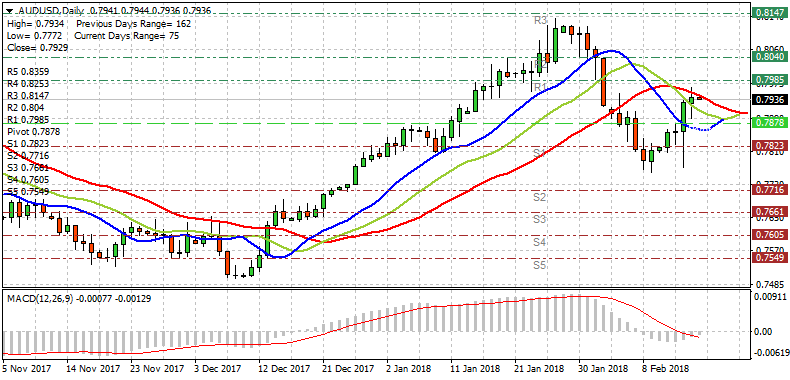 AUDUSD,Daily 0.7941 0.7944 0.7936 0.7936
High= 0.7934 Previous Days Range= 162
Low= 0.7772 Current Days Range= 75
Close= 0.7929
R5 0.8359
R4 0.8253
R3 0.8147
R2 0.804
R1 0.7985
Pivot 0.7878
S1 0.7823
S2 0.7716
S3 0.7661
S4 0.7605
S5 0.7549
R3
R1
S1
S2
S3
S4
S5
0.8147
0.8060
0.8040
0.7985
0.7936
0.7878
0.7823
0.7716
0.7661
0.7605
0.7549
0.7485
MACD(12,26,9) -0.00077 -0.00129
0.00911
0.00
-0.00619
5 Nov 2017
14 Nov 2017
23 Nov 2017
3 Dec 2017
12 Dec 2017
21 Dec 2017
2 Jan 2018
11 Jan 2018
21 Jan 2018
30 Jan 2018
8 Feb 2018